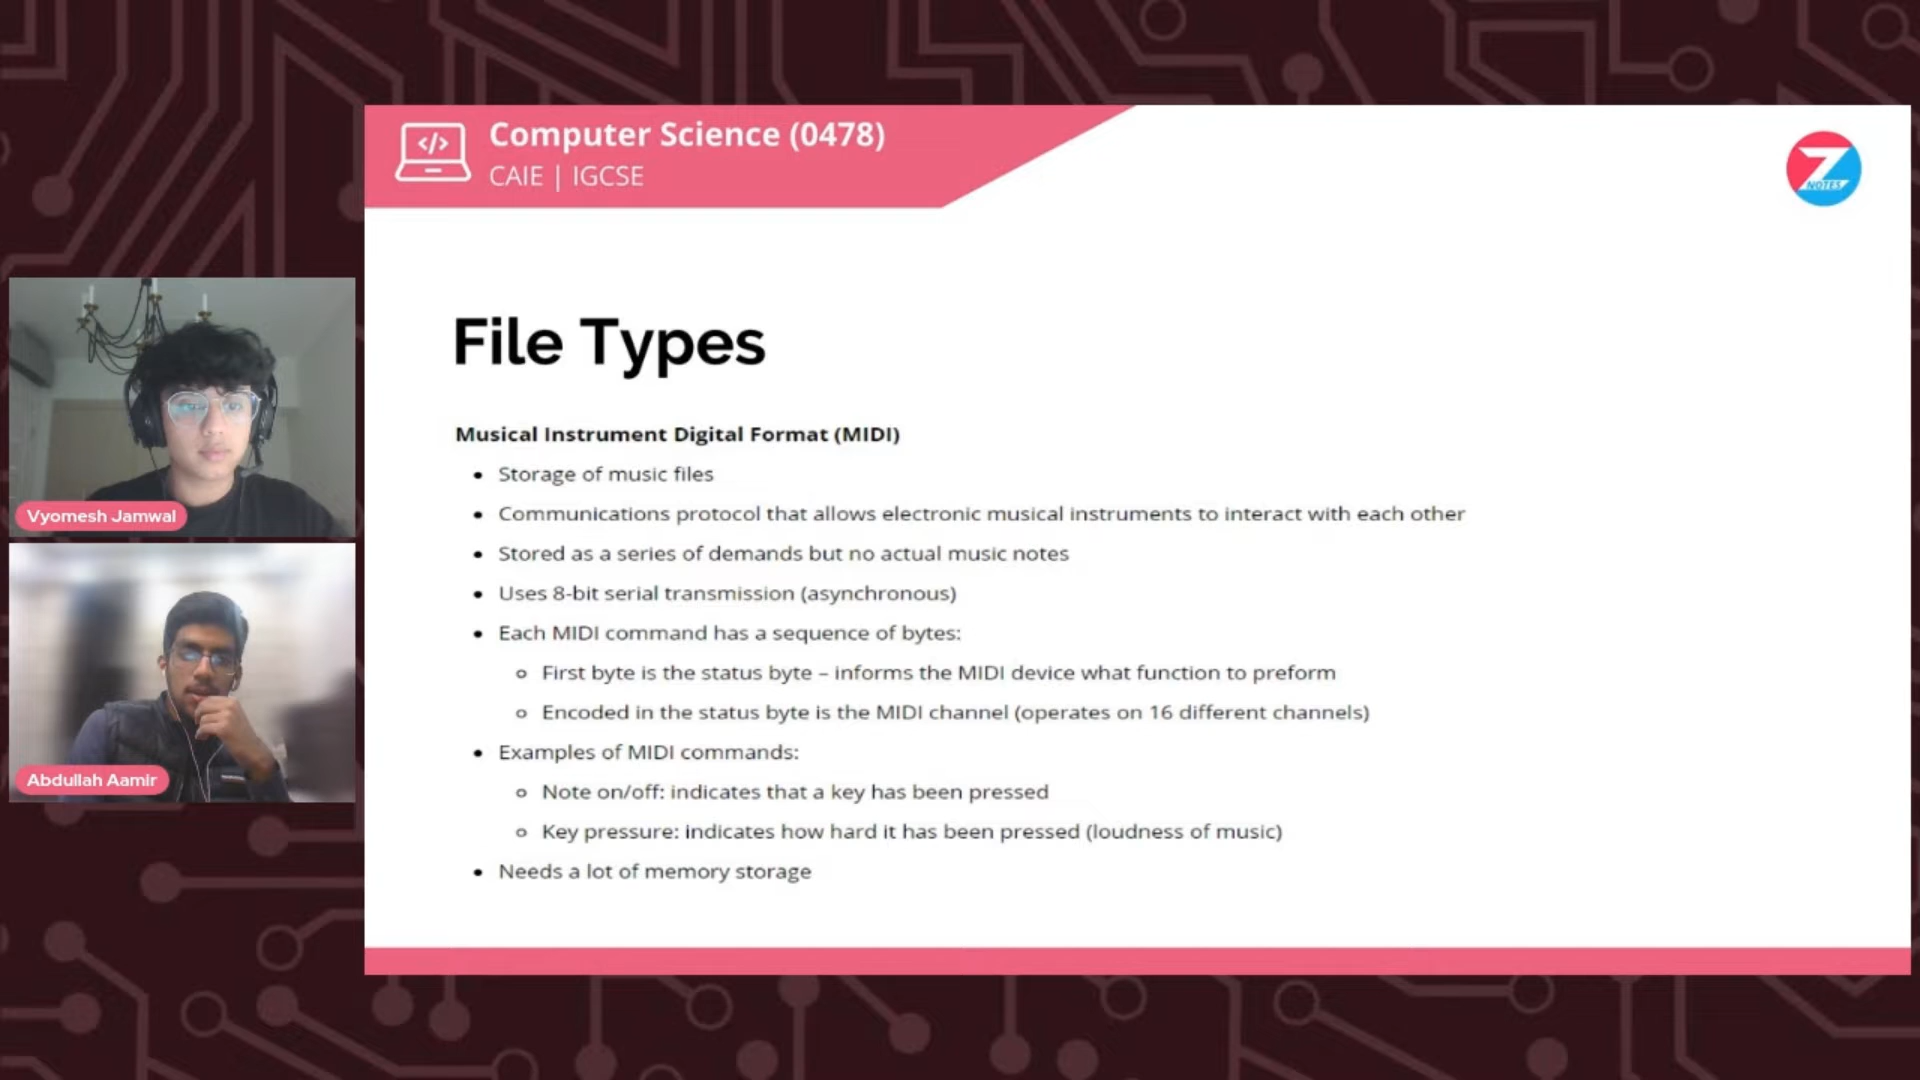 Computer Science (0478)
CAIE | IGCSE
Z
NOTES
File Types
Musical Instrument Digital Format (MIDI)
Storage of music files
Communications protocol that allows electronic musical instruments to interact with each other
Stored as a series of demands but no actual music notes
Uses 8-bit serial transmission (asynchronous)
Each MIDI command has a sequence of bytes:
First byte is the status byte – informs the MIDI device what function to preform
Encoded in the status byte is the MIDI channel (operates on 16 different channels)
Examples of MIDI commands:
Note on/off: indicates that a key has been pressed
Key pressure: indicates how hard it has been pressed (loudness of music)
Needs a lot of memory storage
Vyomesh Jamwal
Abdullah Aamir